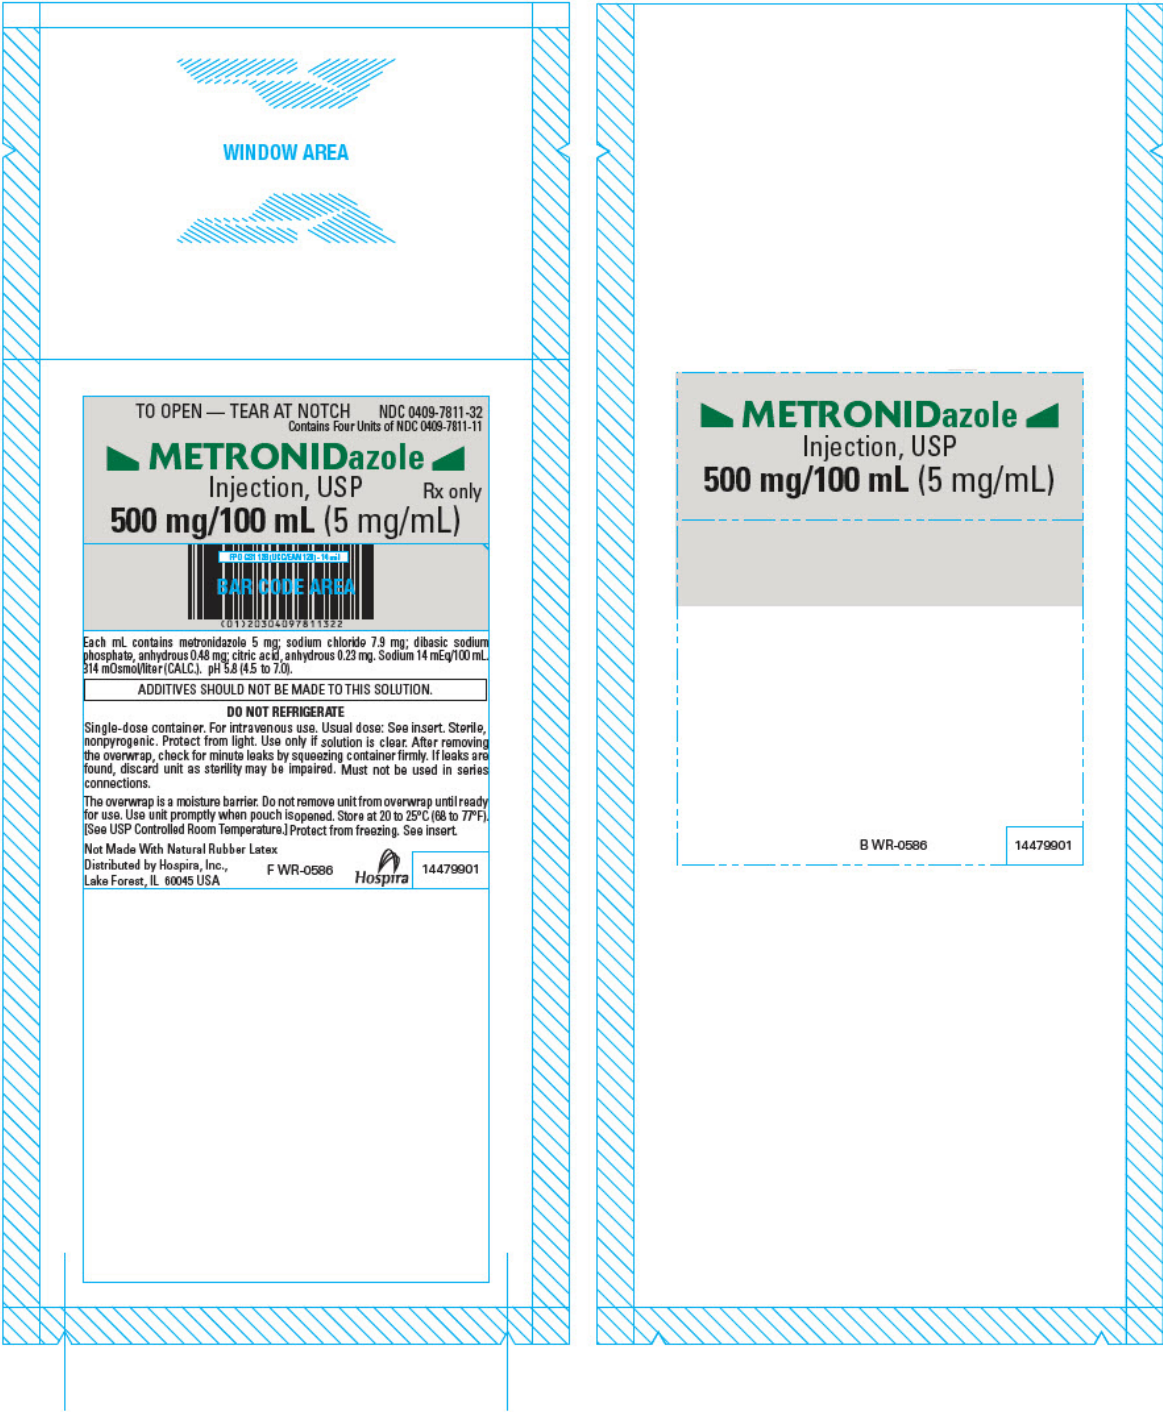 WINDOW AREA
TO OPEN — TEAR AT NOTCH NDC 0409-7811-32
Contains Four Units of NDC 0409-7811-11
METRONIDazole
Injection, USP Rx only
500 mg/100 mL (5 mg/mL)
BAR CODE AREA
(01)20304097811322
Each mL contains metronidazole 5 mg; sodium chloride 7.9 mg; dibasic sodium
phosphate, anhydrous 0.48 mg; citric acid, anhydrous 0.23 mg. Sodium 14 mEq/100 mL.
314 mOsmol/liter (CALC.). pH 5.8 (4.5 to 7.0).
ADDITIVES SHOULD NOT BE MADE TO THIS SOLUTION.
DO NOT REFRIGERATE
Single-dose container. For intravenous use. Usual dose: See insert. Sterile,
nonpyrogenic. Protect from light. Use only if solution is clear. After removing
the overwrap, check for minute leaks by squeezing container firmly. If leaks are
found, discard unit as sterility may be impaired. Must not be used in series
connections.
The overwrap is a moisture barrier. Do not remove unit from overwrap until ready
for use. Use unit promptly when pouch is opened. Store at 20 to 25°C (68 to 77°F).
[See USP Controlled Room Temperature.] Protect from freezing. See insert.
Not Made With Natural Rubber Latex
Distributed by Hospira, Inc.,
Lake Forest, IL 60045 USA
F WR-0586
Hospira
14479901
METRONIDazole
Injection, USP
500 mg/100 mL (5 mg/mL)
B WR-0586
14479901